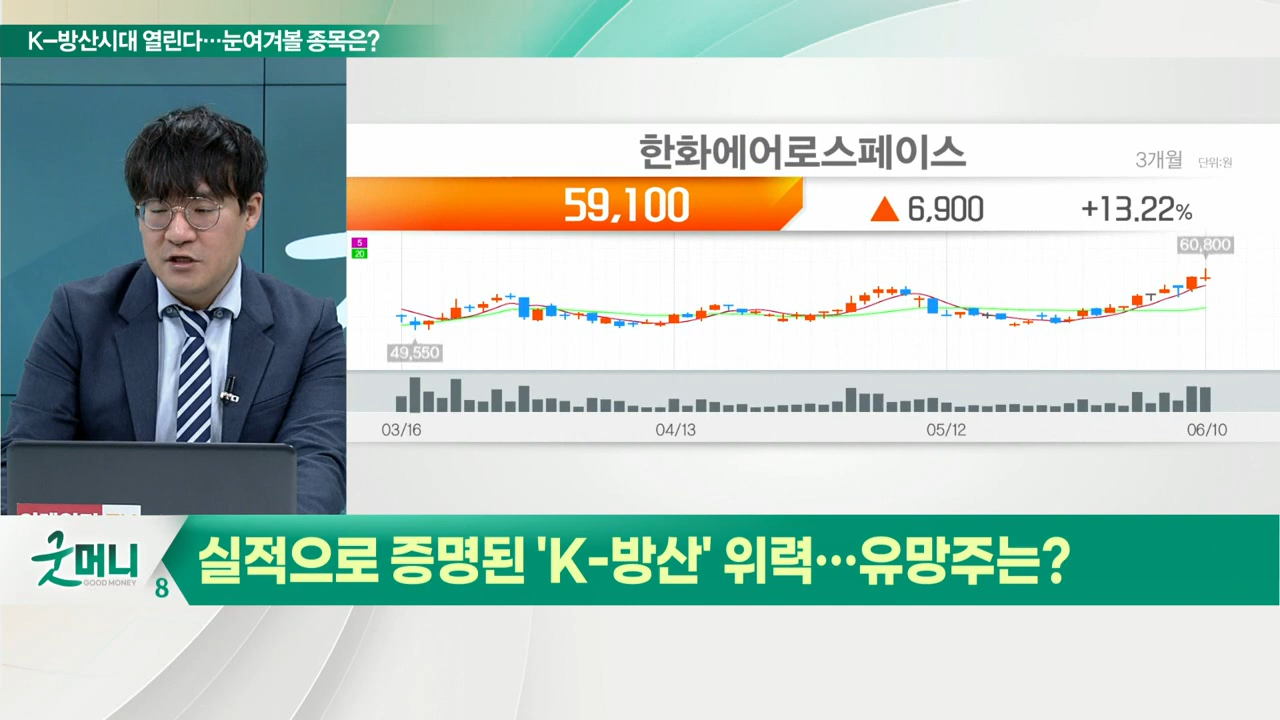 K-방산시대 열린다…눈여겨볼 종목은?
한화에어로스페이스
3개월 단위:원
59,100 ▲ 6,900 +13.22%
5
20
60,800
49,550
03/16 04/13 05/12 06/10
굿머니
GOOD MONEY
8
실적으로 증명된 'K-방산' 위력…유망주는?